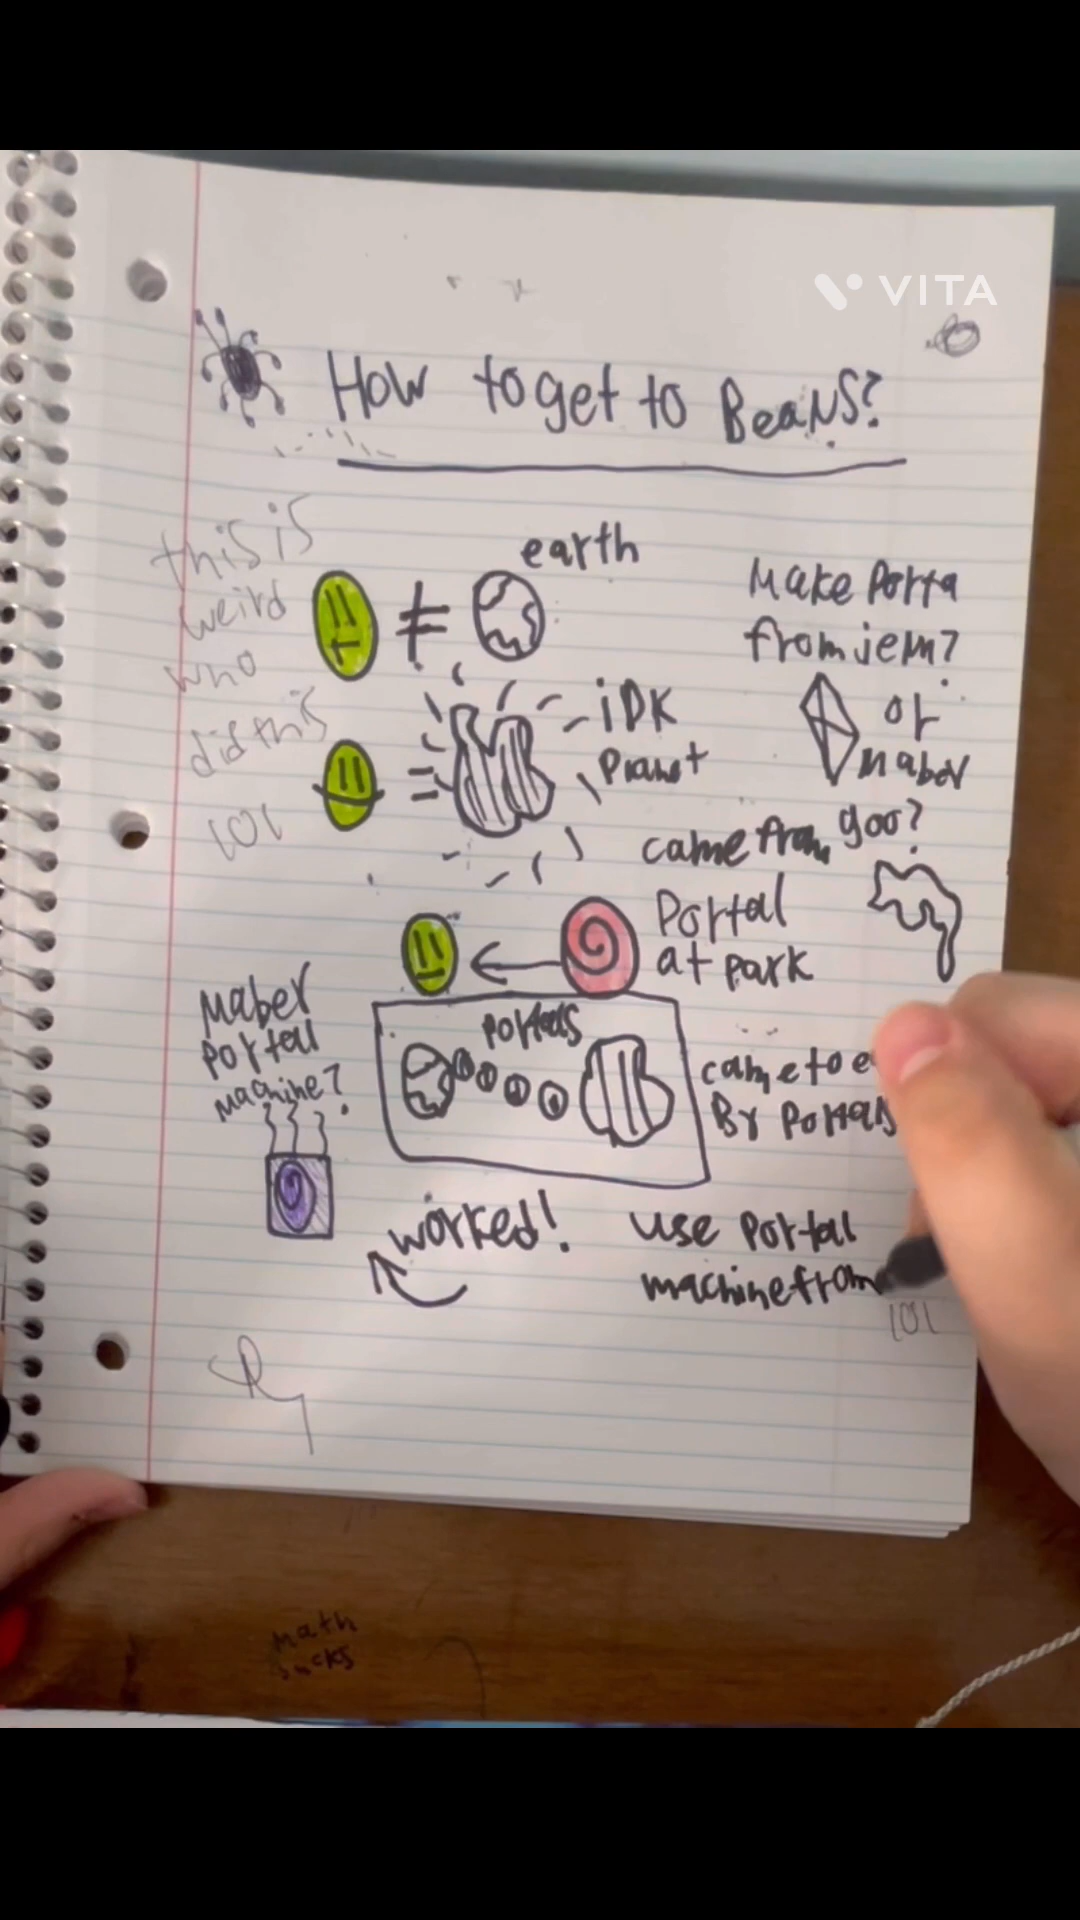 VITA
How to get to BeaNS?
this is
weird
who
did this
lol
earth
iDK
Planet
Make Porta
from jem?
or
maber
goo?
came from
Portal
at park
Maber
portal
machine?
portals
came to e
By Portals
worked!
use Portal
machine from
lol
math
sucks